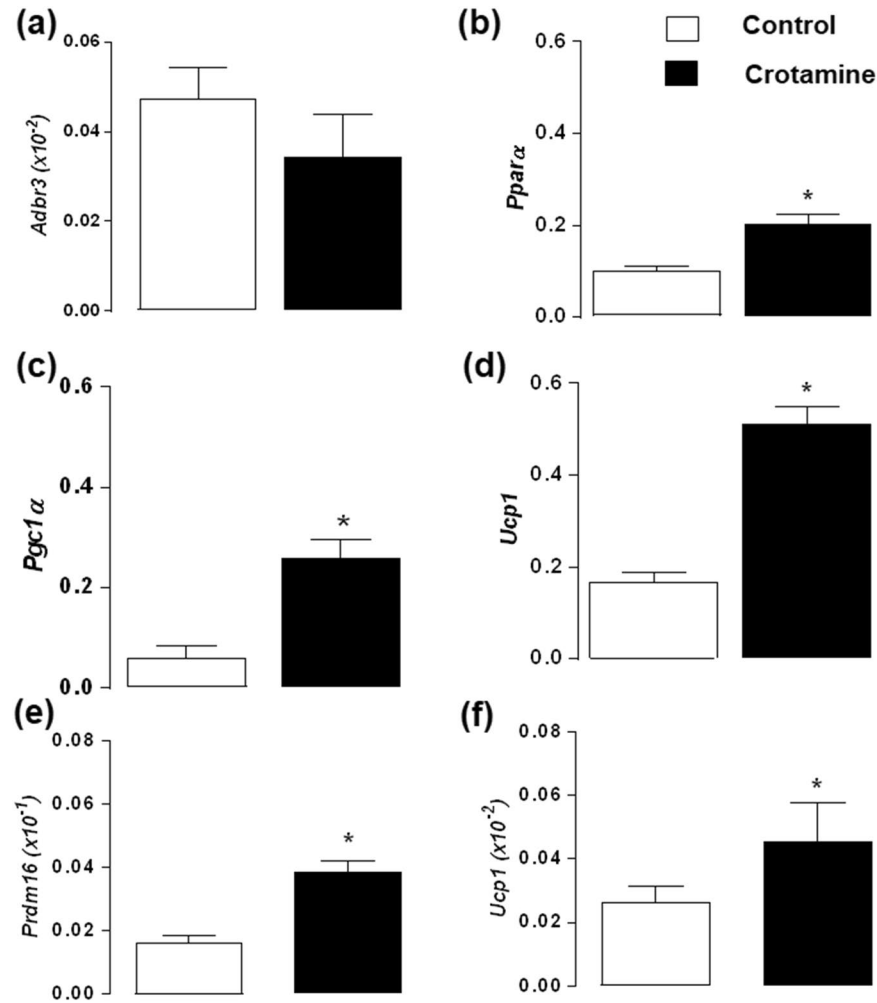 (a)
0.06
0.04
0.02
0.00
Adbr3 (x10⁻²)
(b)
Control
Crotamine
0.6
0.4
0.2
0.0
Pparα
*
(c)
0.6
0.4
0.2
0.0
Pgc1α
*
(d)
0.6
0.4
0.2
0.0
Ucp1
*
(e)
0.08
0.06
0.04
0.02
0.00
Prdm16 (x10⁻¹)
*
(f)
0.08
0.06
0.04
0.02
0.00
Ucp1 (x10⁻²)
*